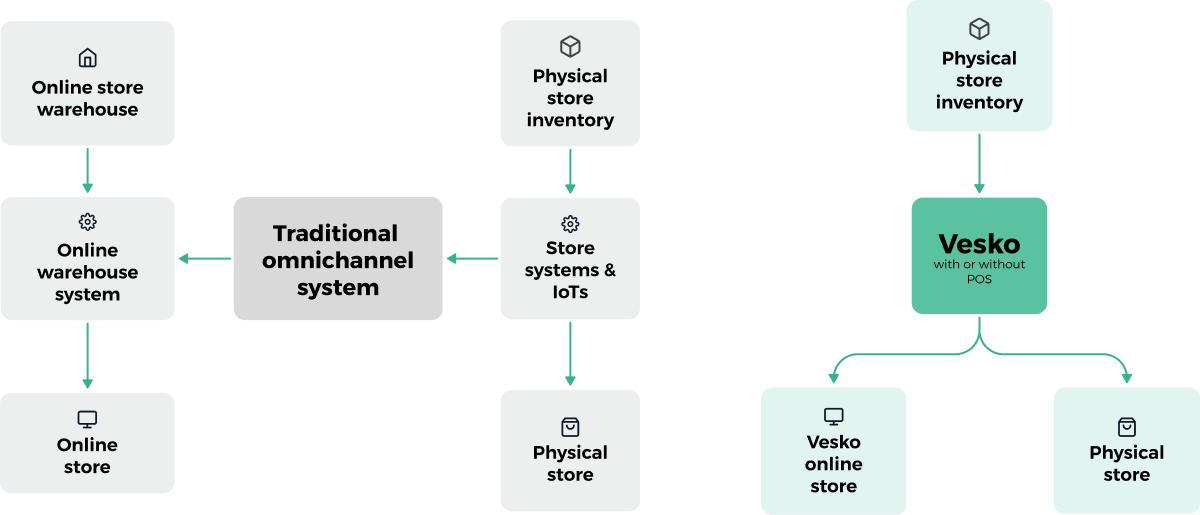 Online store
warehouse
Physical
store
inventory
Physical
store
inventory
Online
warehouse
system
Traditional
omnichannel
system
Store
systems &
IoTs
Vesko
with or without
POS
Online
store
Physical
store
Vesko
online
store
Physical
store